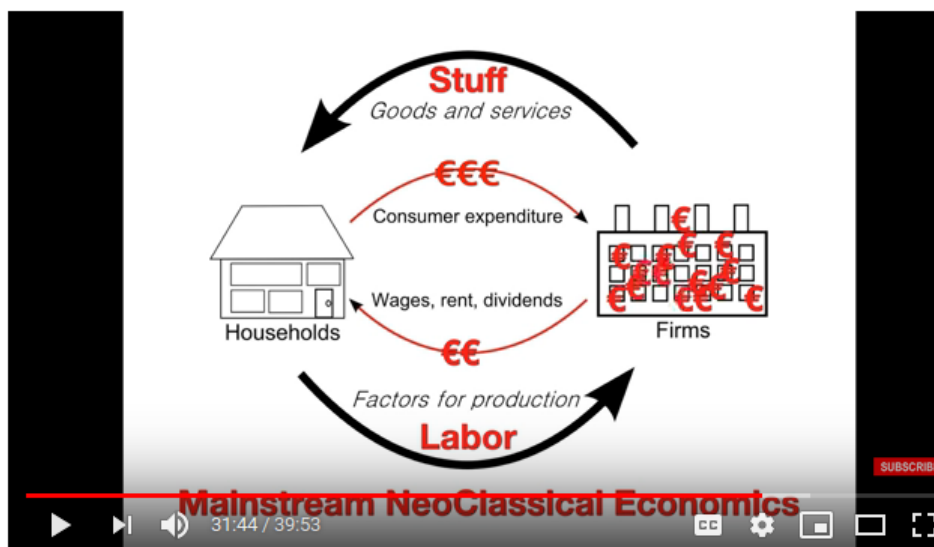 Stuff
Goods and services
€€€
Consumer expenditure
Wages, rent, dividends
Households
Firms
€€
Factors for production
Labor
Mainstream NeoClassical Economics
SUBSCRIB
31:44 / 39:53
CC